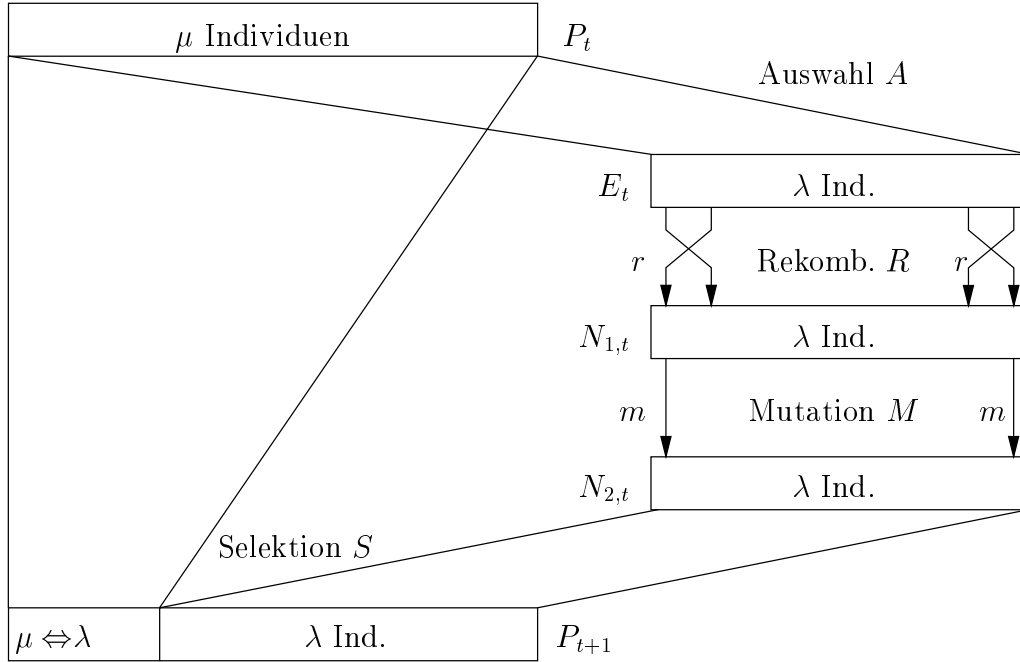 μ Individuen P_t
Auswahl A
E_t λ Ind.
r Rekomb. R r
N_{1,t} λ Ind.
m Mutation M m
N_{2,t} λ Ind.
Selektion S
μ⇔λ λ Ind. P_{t+1}